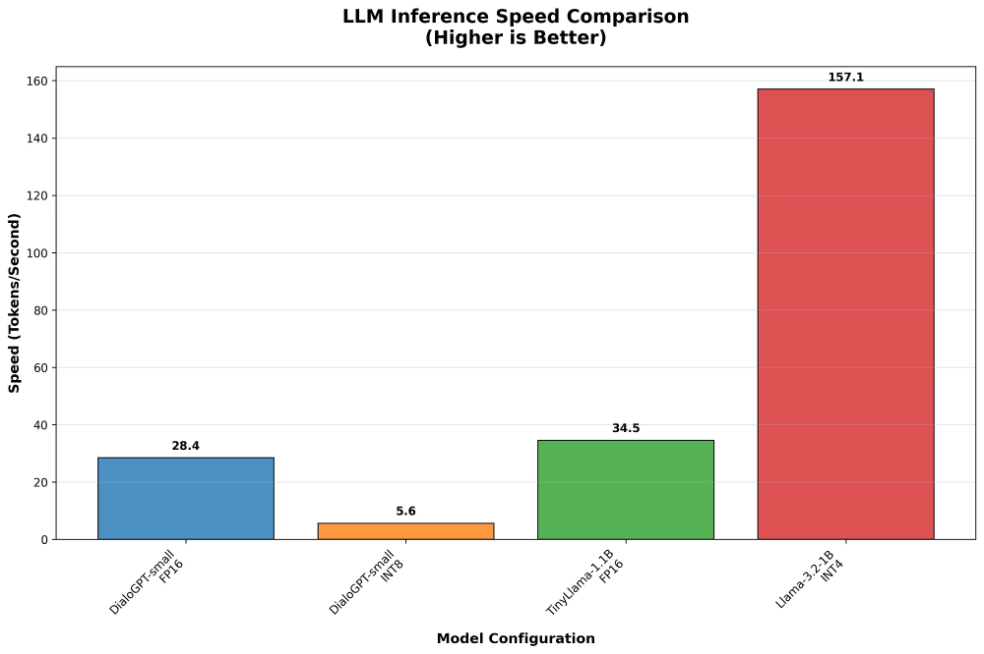 LLM Inference Speed Comparison
(Higher is Better)
Speed (Tokens/Second)
160
140
120
100
80
60
40
20
0
157.1
28.4
5.6
34.5
DialoGPT-small
FP16
DialoGPT-small
INT8
TinyLlama-1.1B
FP16
Llama-3.2-1B
INT4
Model Configuration